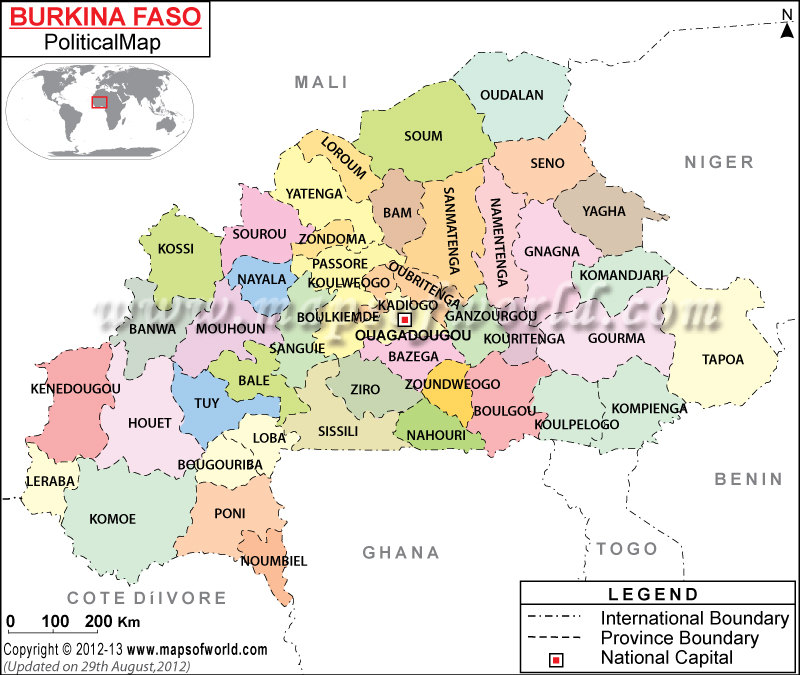 BURKINA FASO
PoliticalMap
N
MALI
OUDALAN
SOUM
LOROUM
SENO
NIGER
YATENGA
BAM
SANMATENGA
NAMENTENGA
YAGHA
KOSSI
SOUROU
ZONDOMA
GNAGNA
PASSORE
OUBRITENGA
KOMANDJARI
NAYALA
KOULWEOGO
KADIOGO
www.mapsofworld.com
BANWA
MOUHOUN
BOULKIEMDE
GANZOURGOU
OUAGADOUGOU
KOURITENGA
GOURMA
SANGUIE
BAZEGA
TAPOA
KENEDOUGOU
BALE
ZIRO
ZOUNDWEOGO
TUY
BOULGOU
KOMPIENGA
HOUET
LOBA
SISSILI
NAHOURI
KOULPELOGO
BOUGOURIBA
LERABA
BENIN
KOMOE
PONI
GHANA
TOGO
NOUMBIEL
COTE DíIVORE
0 100 200 Km
Copyright © 2012-13 www.mapsofworld.com
(Updated on 29th August,2012)
LEGEND
International Boundary
Province Boundary
National Capital